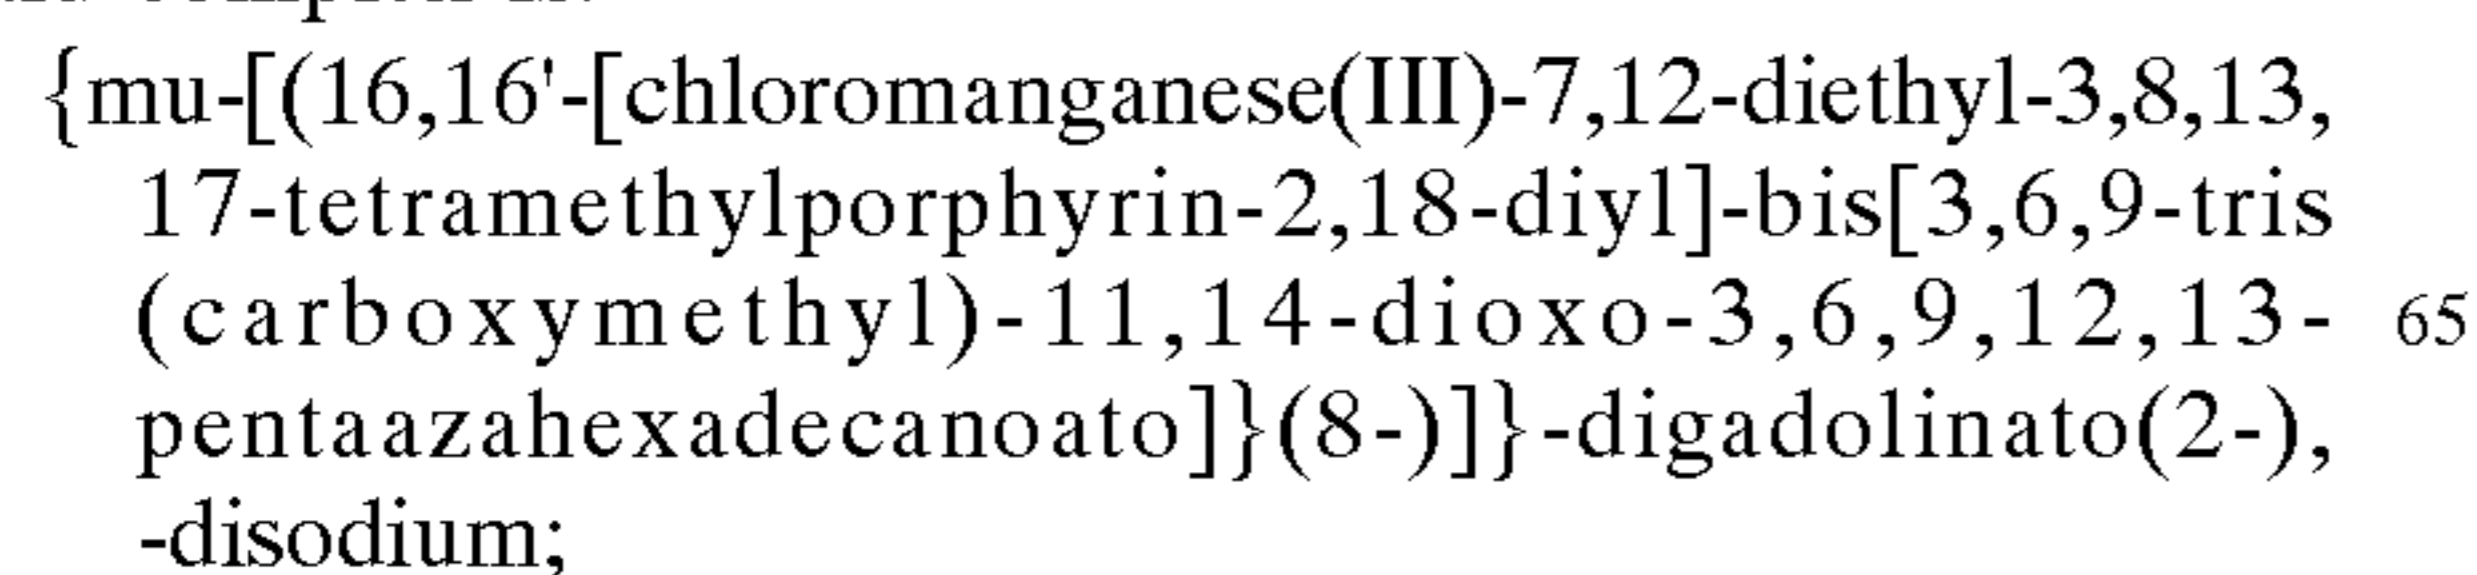 {mu-[(16,16'-[chloromanganese(III)-7,12-diethyl-3,8,13,
17-tetramethylporphyrin-2,18-diyl]-bis[3,6,9-tris
(carboxymethyl)-11,14-dioxo-3,6,9,12,13- 65
pentaazahexadecanoato]}(8-)]}-digadolinato(2-),
-disodium;